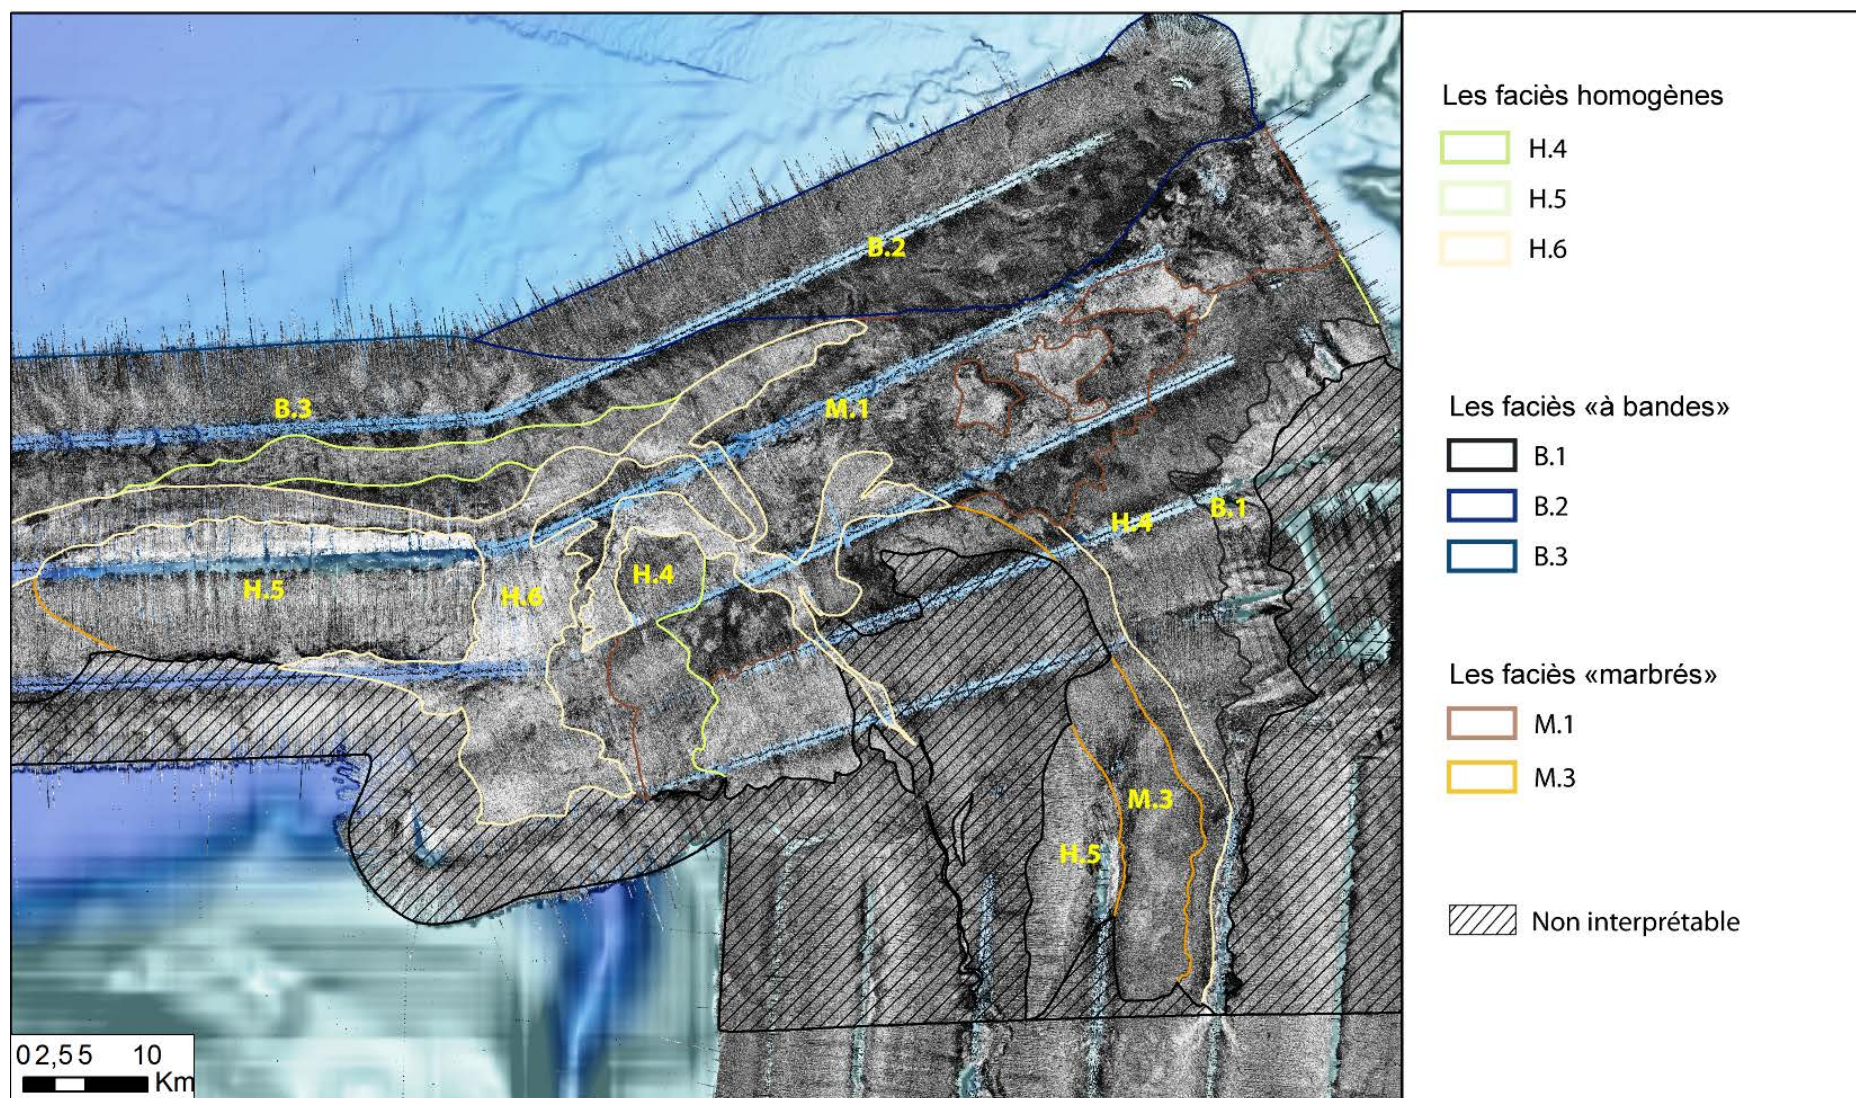 B.2
B.3
M.1
H.4
B.1
H.5
H.6
H.4
M.3
H.5
0 2,5 5 10
Km
Les faciès homogènes
H.4
H.5
H.6
Les faciès «à bandes»
B.1
B.2
B.3
Les faciès «marbrés»
M.1
M.3
Non interprétable